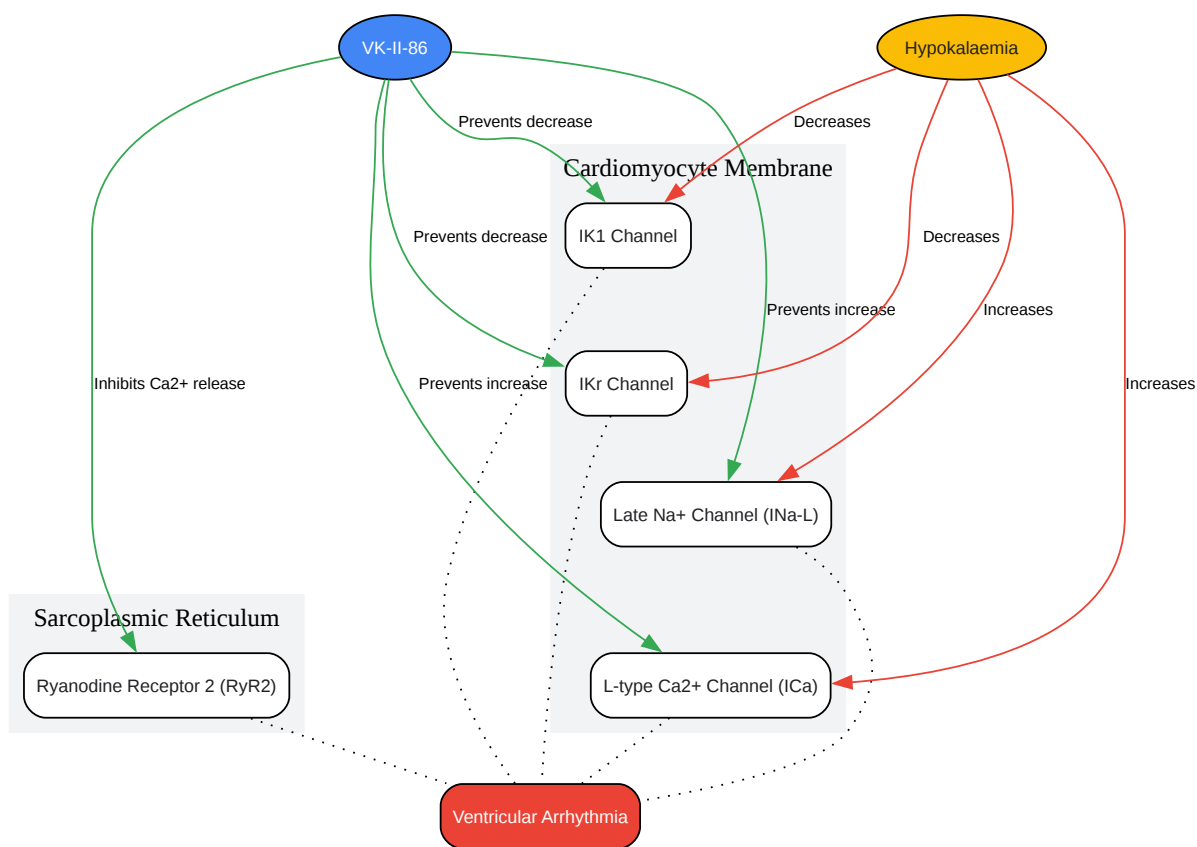 VK-II-86
Hypokalaemia
Prevents decrease
Decreases
Cardiomyocyte Membrane
IK1 Channel
Prevents decrease
Decreases
Prevents increase
Increases
Inhibits Ca2+ release
Prevents increase
IKr Channel
Increases
Late Na+ Channel (INa-L)
Sarcoplasmic Reticulum
Ryanodine Receptor 2 (RyR2)
L-type Ca2+ Channel (ICa)
Ventricular Arrhythmia